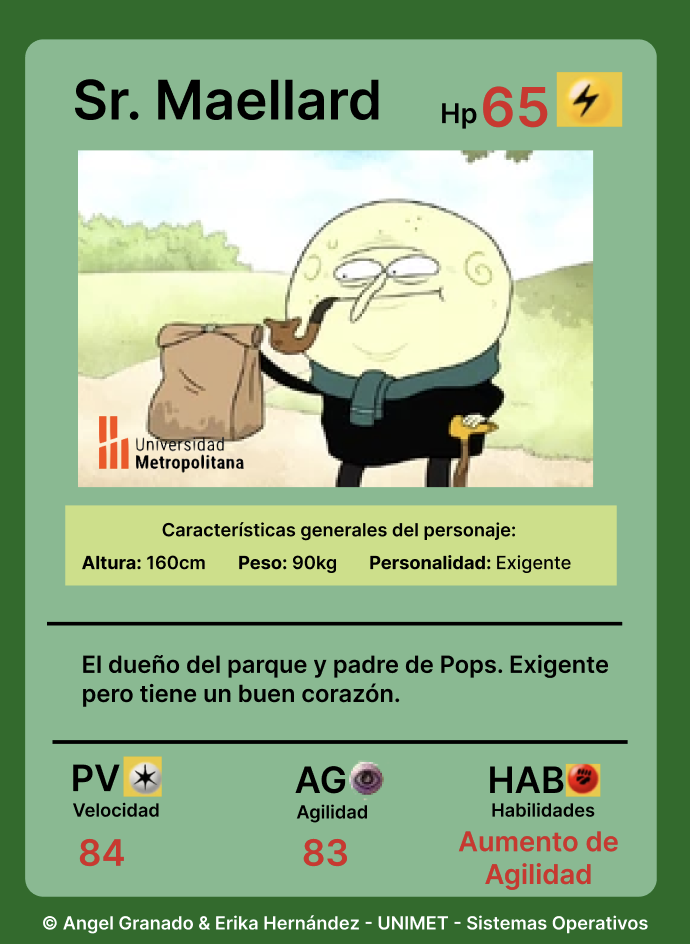 Sr. Maellard
Hp 65
Universidad
Metropolitana
Características generales del personaje:
Altura: 160cm Peso: 90kg Personalidad: Exigente
El dueño del parque y padre de Pops. Exigente
pero tiene un buen corazón.
PV AG HAB
Velocidad Agilidad Habilidades
84 83 Aumento de
Agilidad
© Angel Granado & Erika Hernández - UNIMET - Sistemas Operativos